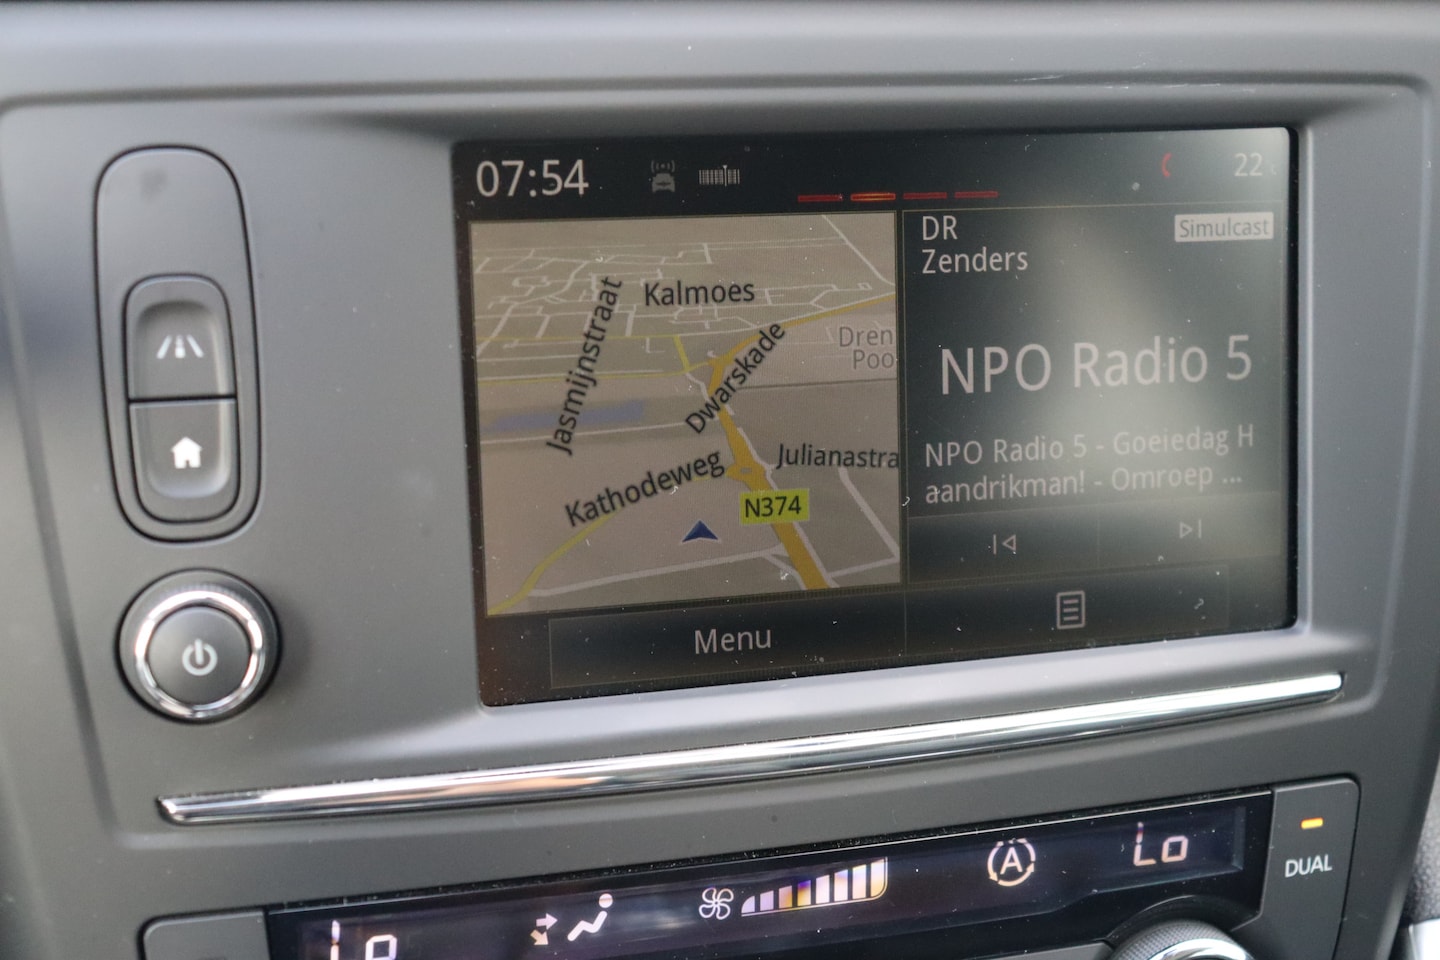 07:54
22
DR
Simulcast
Zenders
Kalmoes
Jasmijnstraat
Dwarskade
Dren
Poo
NPO Radio 5
Julianastra
Kathodeweg
N374
NPO Radio 5 - Goeiedag H
aandrikman! - Omroep ...
Menu
DUAL
A
Lo
Lo